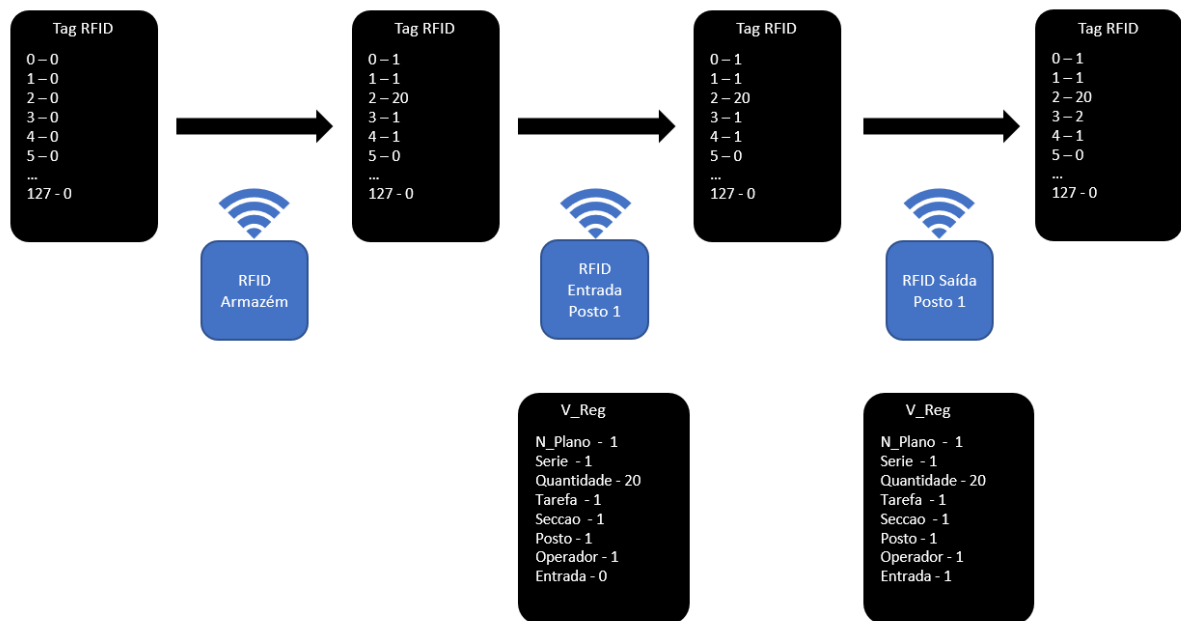 Tag RFID
0 – 0
1 – 0
2 – 0
3 – 0
4 – 0
5 – 0
...
127 - 0
Tag RFID
0 – 1
1 – 1
2 – 20
3 – 1
4 – 1
5 – 0
...
127 - 0
Tag RFID
0 – 1
1 – 1
2 – 20
3 – 1
4 – 1
5 – 0
...
127 - 0
Tag RFID
0 – 1
1 – 1
2 – 20
3 – 2
4 – 1
5 – 0
...
127 - 0
RFID
Armazém
RFID
Entrada
Posto 1
RFID Saída
Posto 1
V_Reg
N_Plano - 1
Serie - 1
Quantidade - 20
Tarefa - 1
Seccao - 1
Posto - 1
Operador - 1
Entrada - 0
V_Reg
N_Plano - 1
Serie - 1
Quantidade - 20
Tarefa - 1
Seccao - 1
Posto - 1
Operador - 1
Entrada - 1